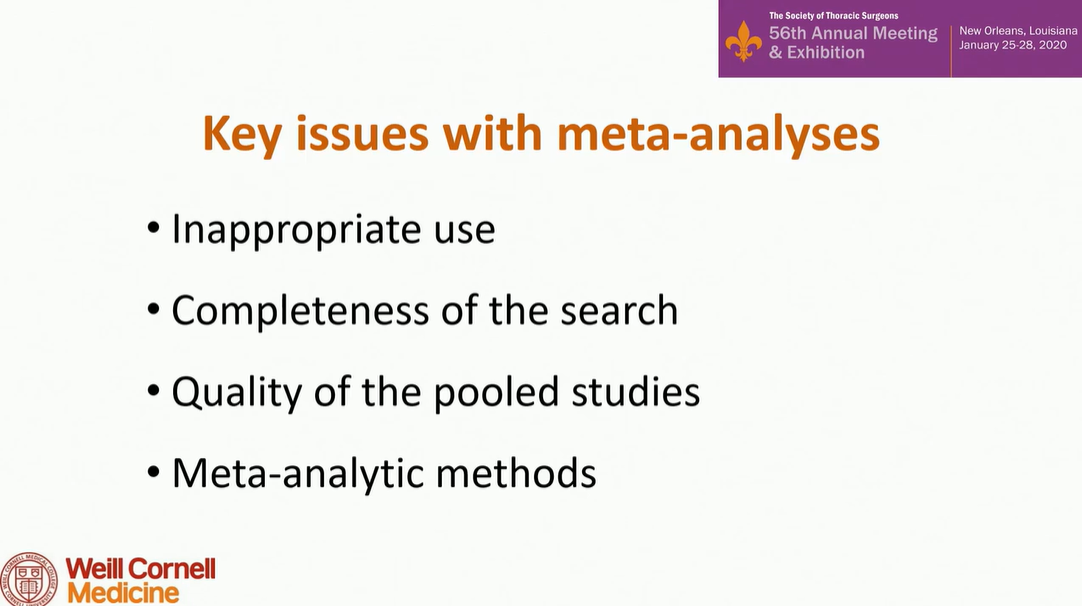 The Society of Thoracic Surgeons
56th Annual Meeting
& Exhibition
New Orleans, Louisiana
January 25-28, 2020
Key issues with meta-analyses
• Inappropriate use
• Completeness of the search
• Quality of the pooled studies
• Meta-analytic methods
Weill Cornell
Medicine